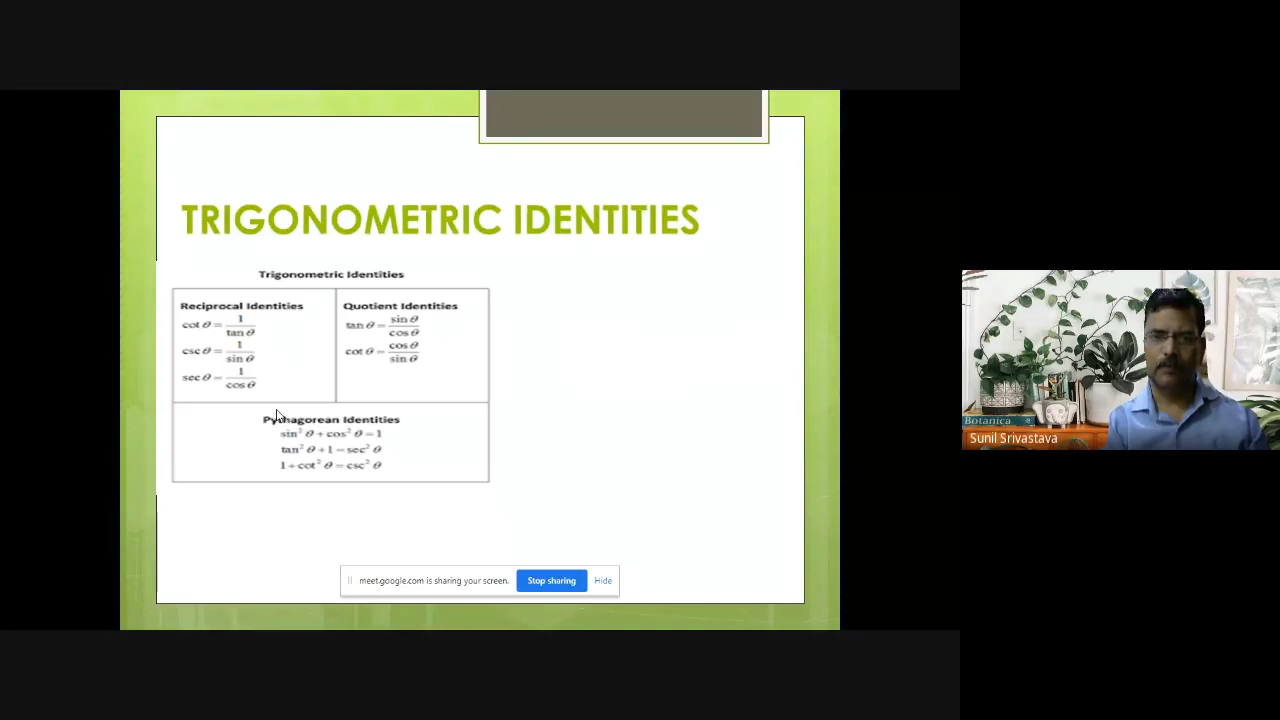 TRIGONOMETRIC IDENTITIES
Trigonometric Identities
Reciprocal Identities
cot θ = 1/tan θ
csc θ = 1/sin θ
sec θ = 1/cos θ
Quotient Identities
tan θ = sin θ/cos θ
cot θ = cos θ/sin θ
Pythagorean Identities
sin² θ + cos² θ = 1
tan² θ + 1 = sec² θ
1 + cot² θ = csc² θ
meet.google.com is sharing your screen. Stop sharing Hide
Botanica
Sunil Srivastava